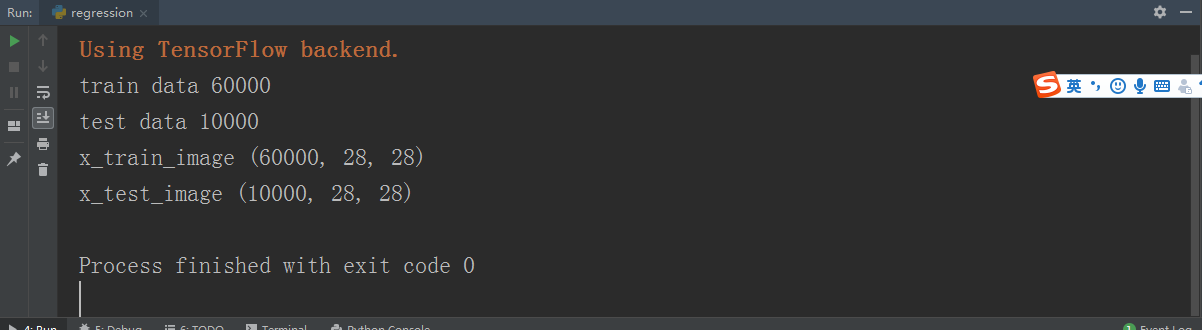 Run: regression
Using TensorFlow backend.
train data 60000
test data 10000
x_train_image (60000, 28, 28)
x_test_image (10000, 28, 28)
英
Process finished with exit code 0
4: Run 5: Debug 6: TODO Terminal Python Console 1 Event Log